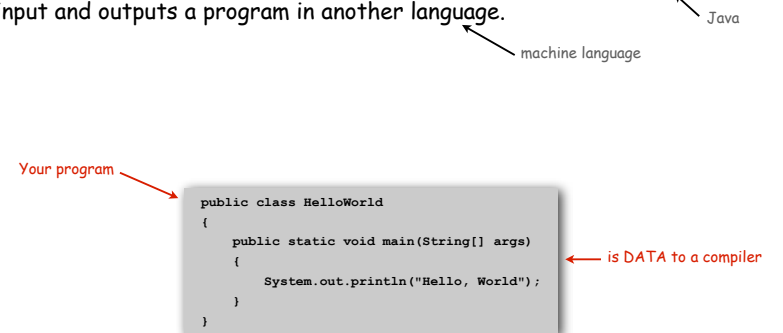 input and outputs a program in another language.
Java
machine language
Your program
public class HelloWorld
{
public static void main(String[] args)
{
System.out.println("Hello, World");
}
}
is DATA to a compiler